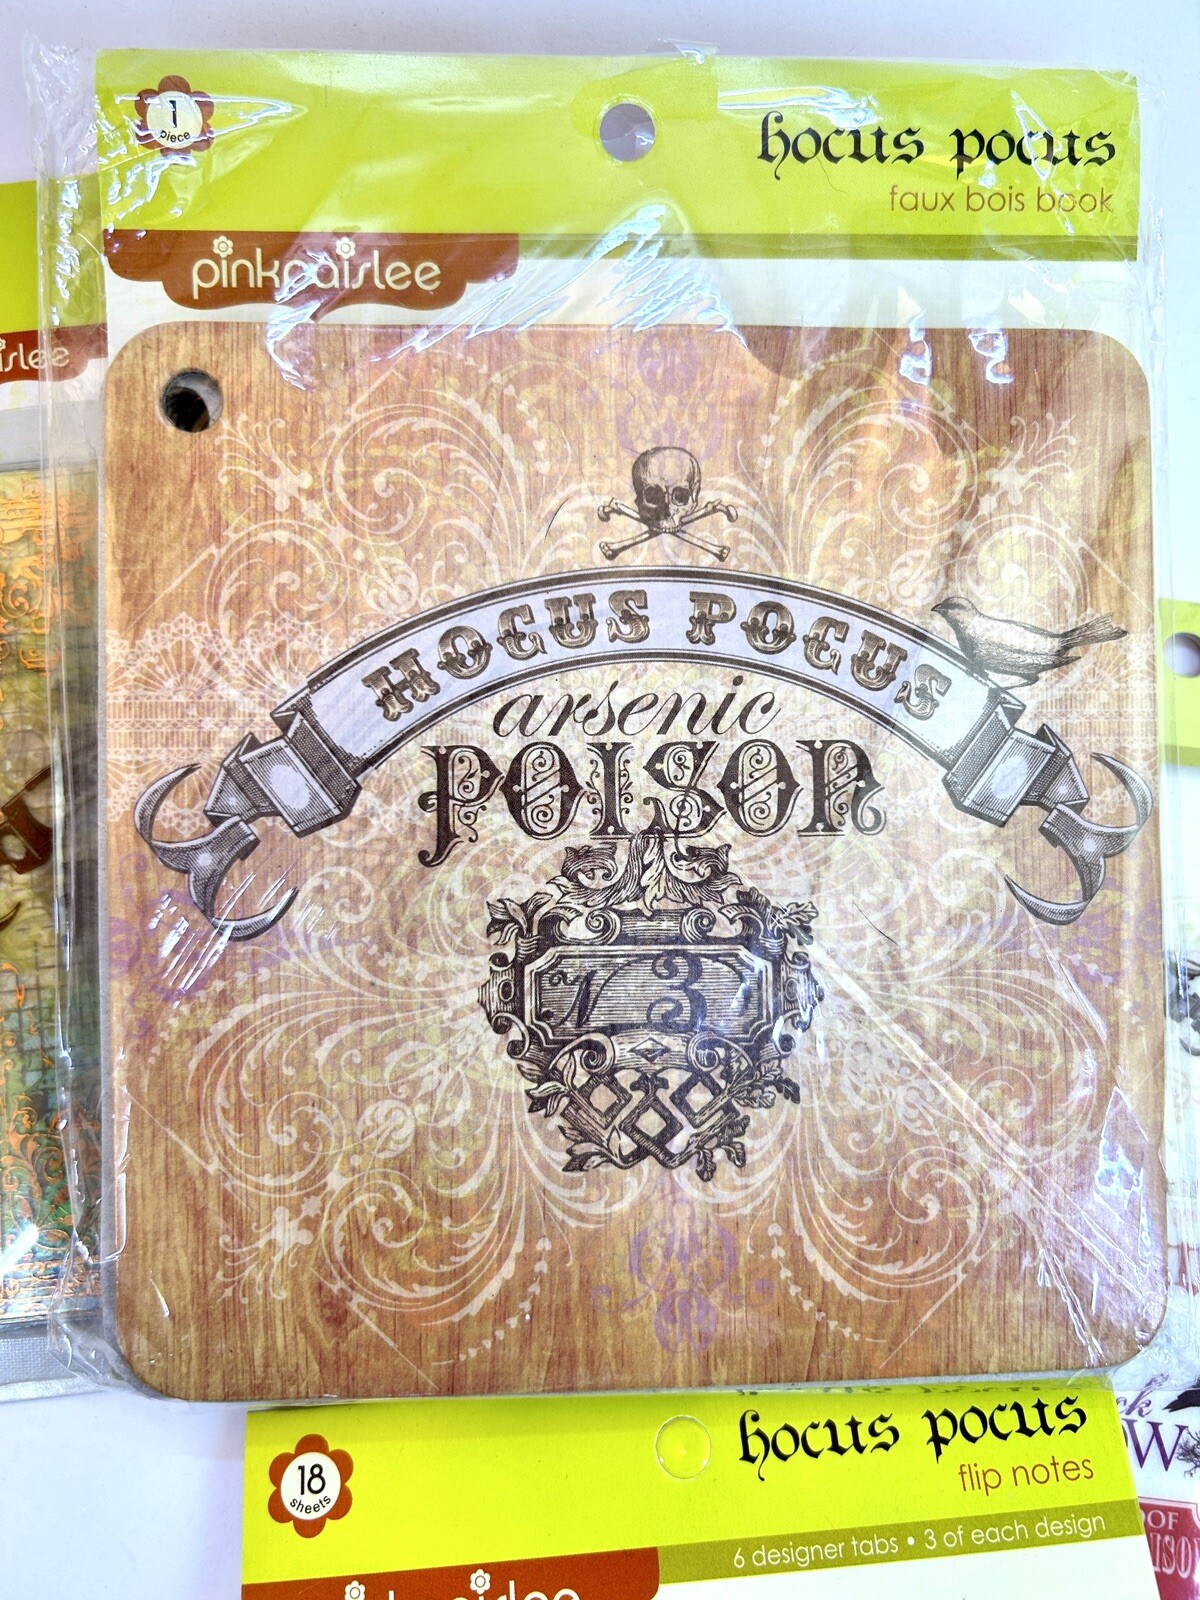 1
piece
hocus pocus
faux bois book
pinkpaislee
islee
HOCUS POCUS
arsenic
POISON
N 3
hocus pocus
flip notes
18
sheets
6 designer tabs • 3 of each design
OF